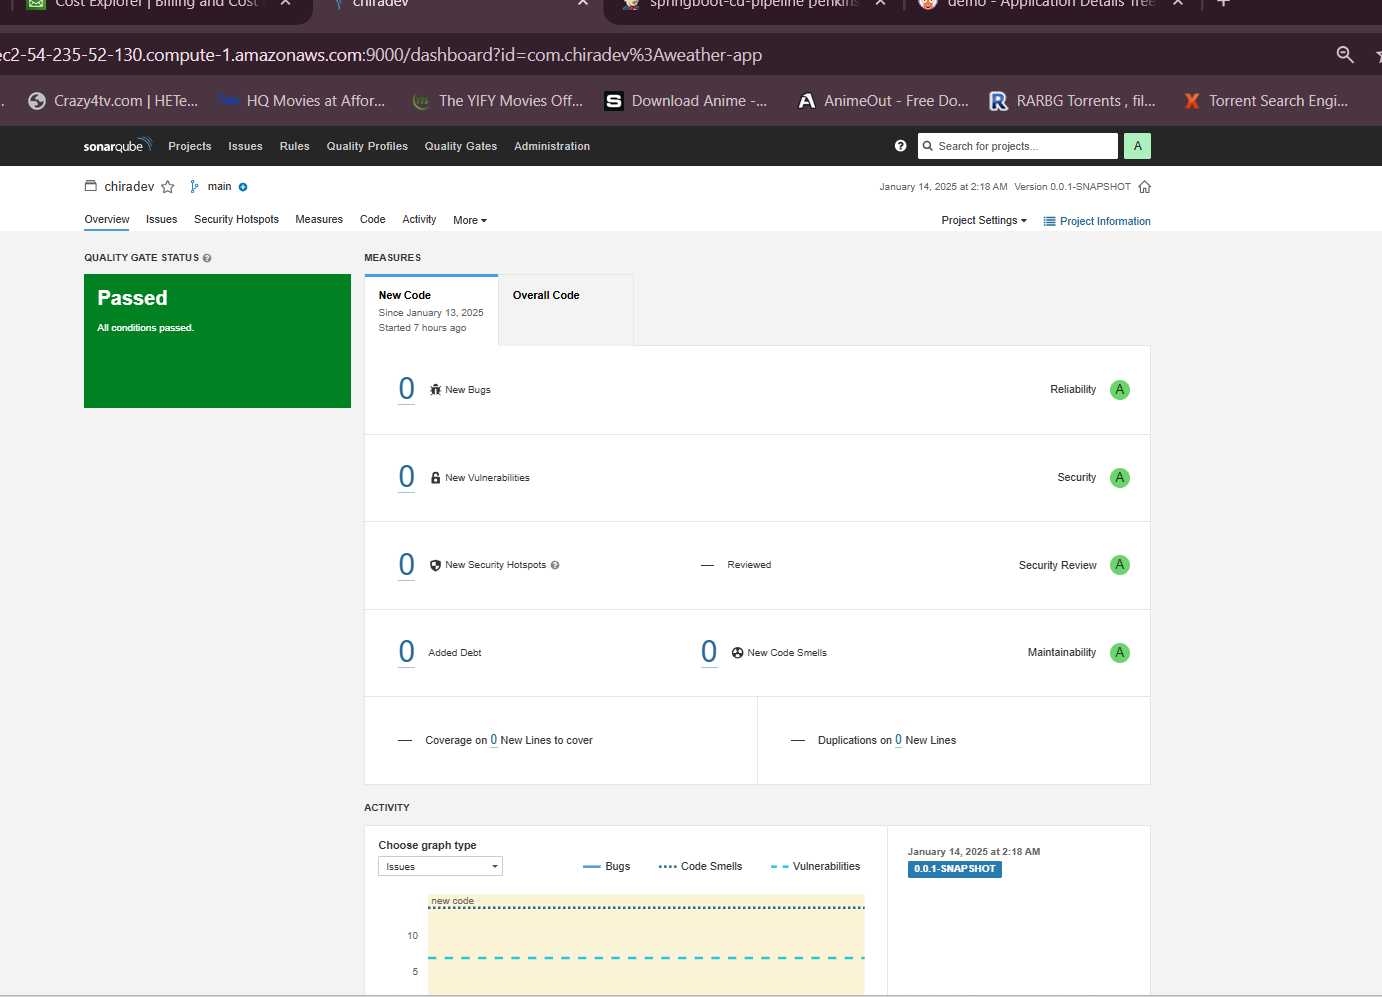 Cost Explorer | Billing and Cost
chiradev
springboot-cd-pipeline [Jenkins
demo - Application Details Tree
ec2-54-235-52-130.compute-1.amazonaws.com:9000/dashboard?id=com.chiradev%3Aweather-app
Crazy4tv.com | HETe... HQ Movies at Affor... The YIFY Movies Off... S Download Anime -... A AnimeOut - Free Do... R RARBG Torrents , fil... X Torrent Search Engi...
sonarqube Projects Issues Rules Quality Profiles Quality Gates Administration ? Search for projects... A
chiradev main January 14, 2025 at 2:18 AM Version 0.0.1-SNAPSHOT
Overview Issues Security Hotspots Measures Code Activity More Project Settings Project Information
QUALITY GATE STATUS ?
Passed
All conditions passed.
MEASURES
New Code
Since January 13, 2025
Started 7 hours ago
Overall Code
0 New Bugs Reliability A
0 New Vulnerabilities Security A
0 New Security Hotspots ? — Reviewed Security Review A
0 Added Debt 0 New Code Smells Maintainability A
— Coverage on 0 New Lines to cover
— Duplications on 0 New Lines
ACTIVITY
Choose graph type
Issues
Bugs Code Smells Vulnerabilities
new code
10
5
January 14, 2025 at 2:18 AM
0.0.1-SNAPSHOT